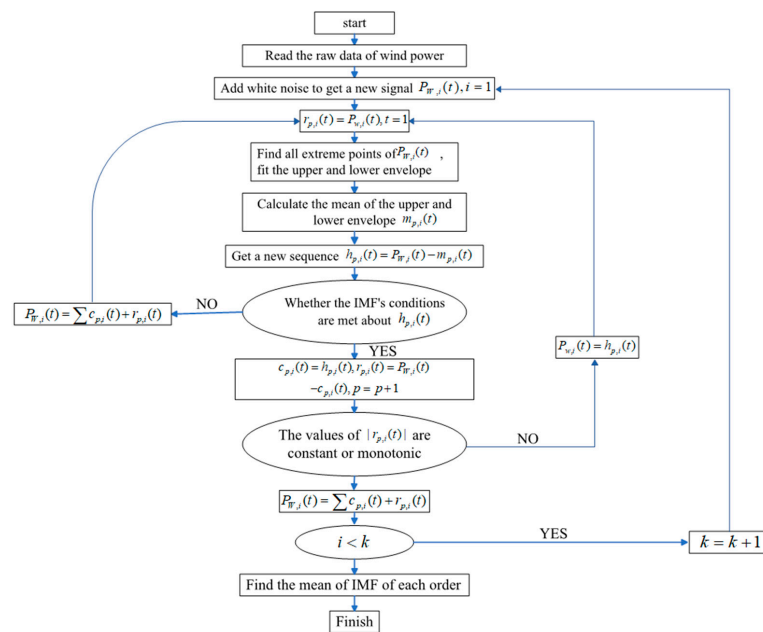 start
Read the raw data of wind power
Add white noise to get a new signal P_{W,i}(t), i = 1
r_{p,i}(t) = P_{w,i}(t), t = 1
Find all extreme points of P_{W,i}(t) ,
fit the upper and lower envelope
Calculate the mean of the upper and
lower envelope m_{p,i}(t)
Get a new sequence h_{p,i}(t) = P_{W,i}(t) − m_{p,i}(t)
Whether the IMF's conditions
are met about h_{p,i}(t)
NO
P_{W,i}(t) = ∑ c_{p,i}(t) + r_{p,i}(t)
YES
c_{p,i}(t) = h_{p,i}(t), r_{p,i}(t) = P_{W,i}(t)
−c_{p,i}(t), p = p+1
The values of |r_{p,i}(t)| are
constant or monotonic
NO
P_{w,i}(t) = h_{p,i}(t)
P_{W,i}(t) = ∑ c_{p,i}(t) + r_{p,i}(t)
i < k
YES
k = k+1
Find the mean of IMF of each order
Finish